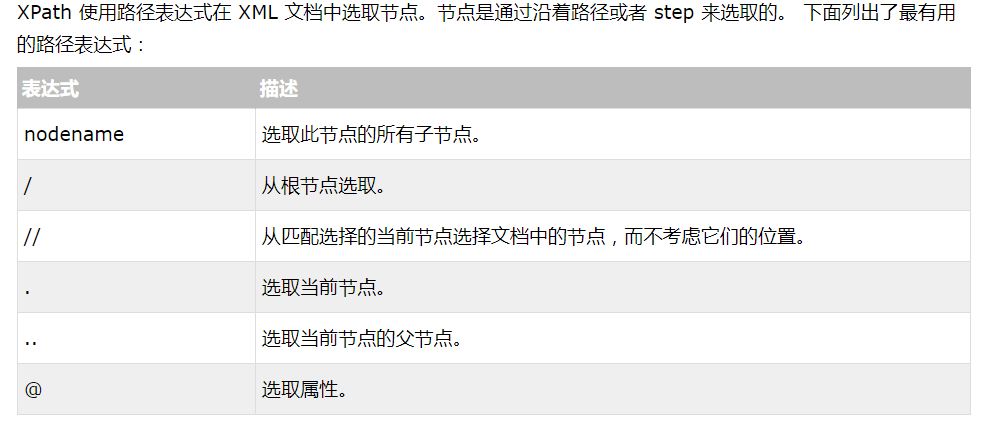 XPath 使用路径表达式在 XML 文档中选取节点。节点是通过沿着路径或者 step 来选取的。 下面列出了最有用
的路径表达式：
表达式 描述
nodename 选取此节点的所有子节点。
/ 从根节点选取。
// 从匹配选择的当前节点选择文档中的节点，而不考虑它们的位置。
. 选取当前节点。
.. 选取当前节点的父节点。
@ 选取属性。